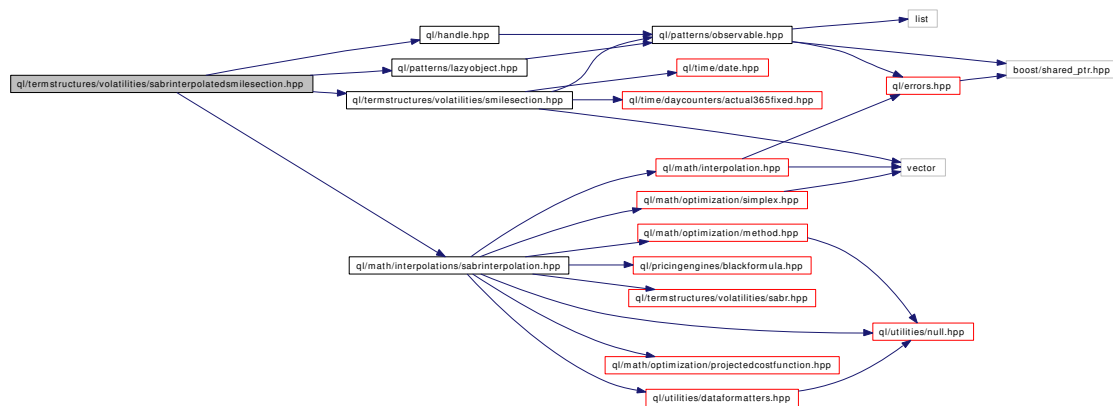 list
ql/handle.hpp
ql/patterns/observable.hpp
ql/patterns/lazyobject.hpp
ql/time/date.hpp
boost/shared_ptr.hpp
ql/termstructures/volatilities/sabrinterpolatedsmilesection.hpp
ql/errors.hpp
ql/termstructures/volatilities/smilesection.hpp
ql/time/daycounters/actual365fixed.hpp
ql/math/interpolation.hpp
vector
ql/math/optimization/simplex.hpp
ql/math/optimization/method.hpp
ql/math/interpolations/sabrinterpolation.hpp
ql/pricingengines/blackformula.hpp
ql/termstructures/volatilities/sabr.hpp
ql/utilities/null.hpp
ql/math/optimization/projectedcostfunction.hpp
ql/utilities/dataformatters.hpp